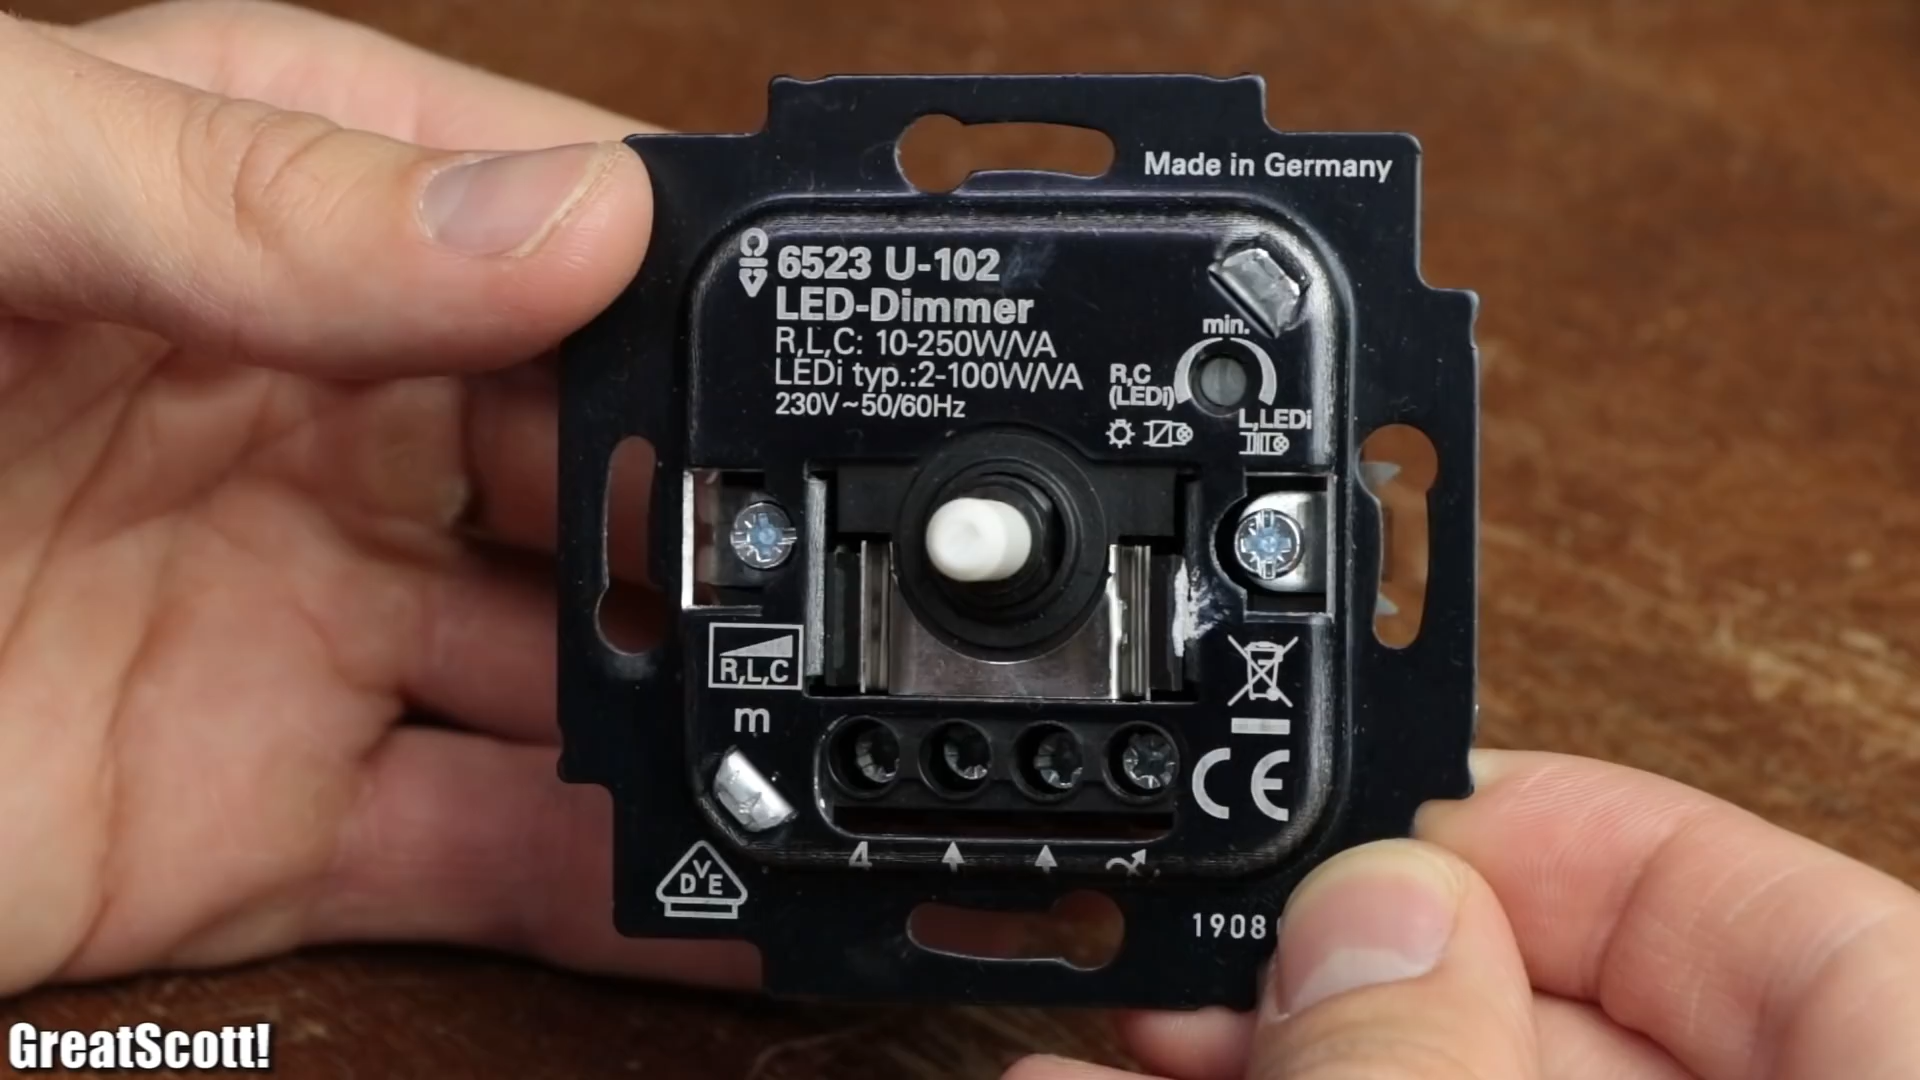 Made in Germany
6523 U-102
LED-Dimmer
R,L,C: 10-250W/VA
LEDi typ.:2-100W/VA
230V~50/60Hz
min.
R,C
(LEDi)
L,LEDi
R,L,C
m
DVE
CE
4
1908
GreatScott!